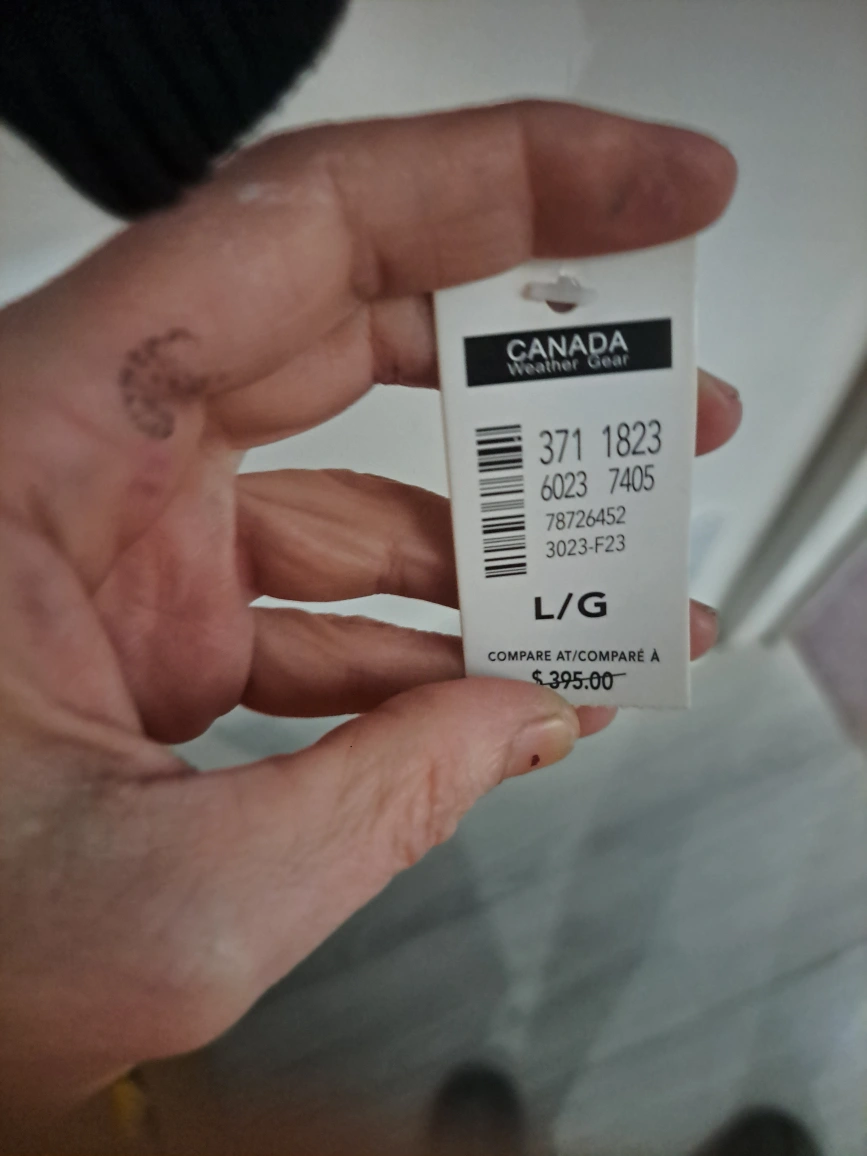 CANADA
Weather Gear
371 1823
6023 7405
78726452
3023-F23
L/G
COMPARE AT/COMPARÉ À
$ 395.00